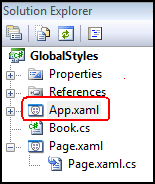 Solution Explorer
GlobalStyles
Properties
References
App.xaml
Book.cs
Page.xaml
Page.xaml.cs